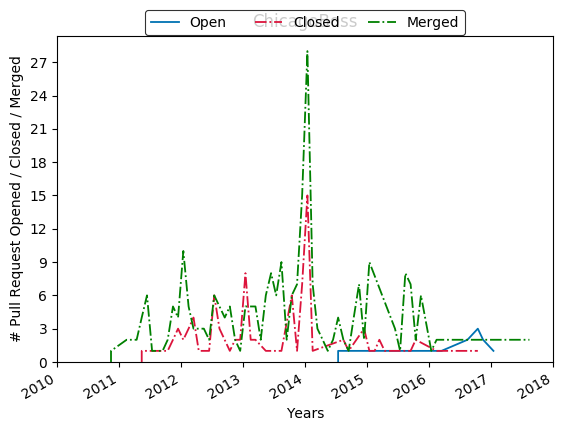 ChicagoBoss
Open Closed Merged
# Pull Request Opened / Closed / Merged
27
24
21
18
15
12
9
6
3
0
2010 2011 2012 2013 2014 2015 2016 2017 2018
Years